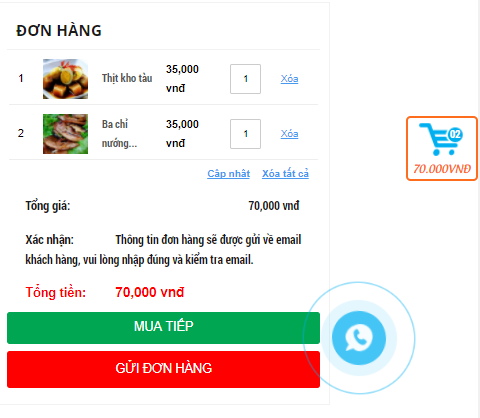 ĐƠN HÀNG
1 Thịt kho tàu 35,000 vnđ 1 Xóa
2 Ba chỉ nướng... 35,000 vnđ 1 Xóa
Cập nhật Xóa tất cả
Tổng giá: 70,000 vnđ
Xác nhận: Thông tin đơn hàng sẽ được gửi về email
khách hàng, vui lòng nhập đúng và kiểm tra email.
Tổng tiền: 70,000 vnđ
MUA TIẾP
GỬI ĐƠN HÀNG
02
70.000VNĐ